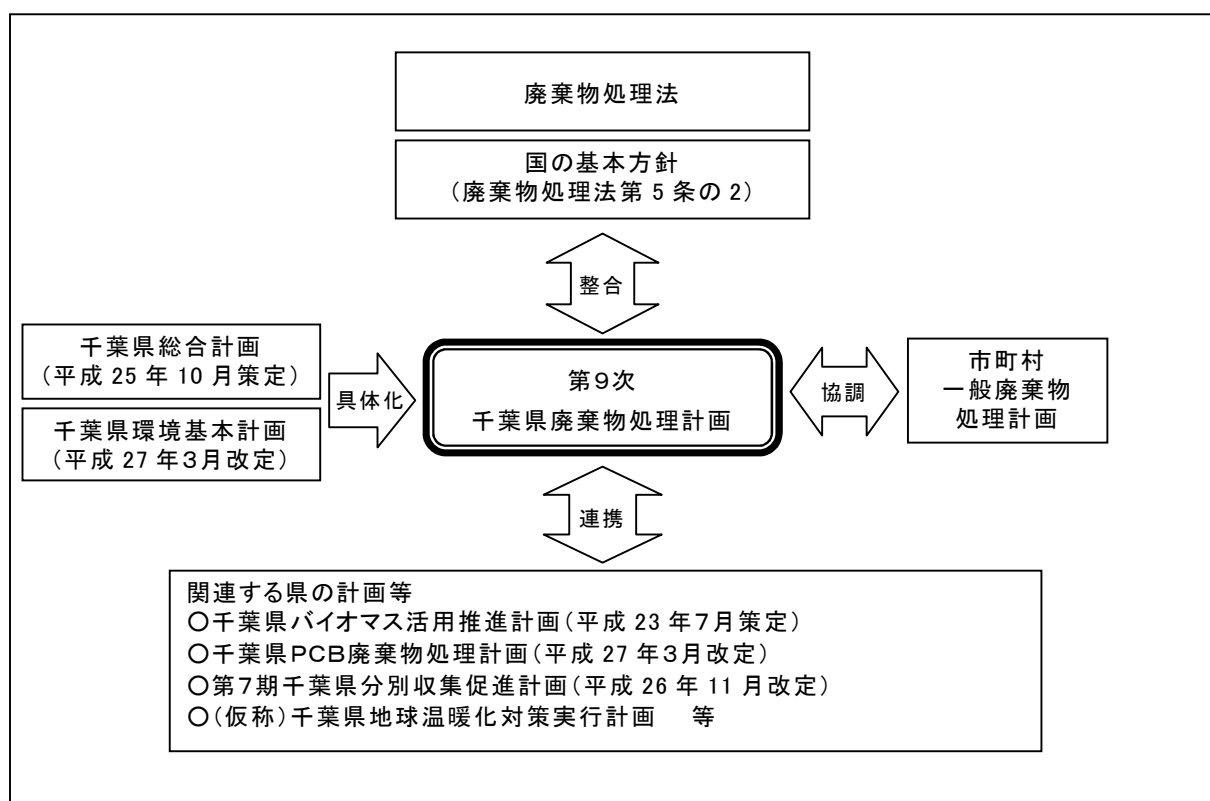 廃棄物処理法
国の基本方針
（廃棄物処理法第５条の２）
整合
千葉県総合計画
（平成 25 年 10 月策定）
千葉県環境基本計画
（平成 27 年３月改定）
具体化
第９次
千葉県廃棄物処理計画
協調
市町村
一般廃棄物
処理計画
連携
関連する県の計画等
○千葉県バイオマス活用推進計画（平成 23 年７月策定）
○千葉県ＰＣＢ廃棄物処理計画（平成 27 年３月改定）
○第７期千葉県分別収集促進計画（平成 26 年 11 月改定）
○（仮称）千葉県地球温暖化対策実行計画　等